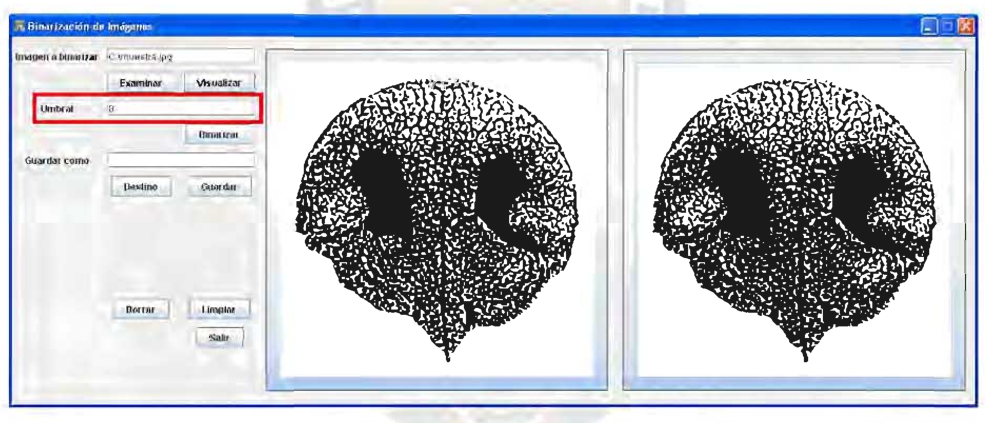 Binarización de Imágenes
Imagen a binarizar C:\muestra.jpg
Examinar Visualizar
Umbral 0
Binarizar
Guardar como
Destino Guardar
Borrar Limpiar
Salir